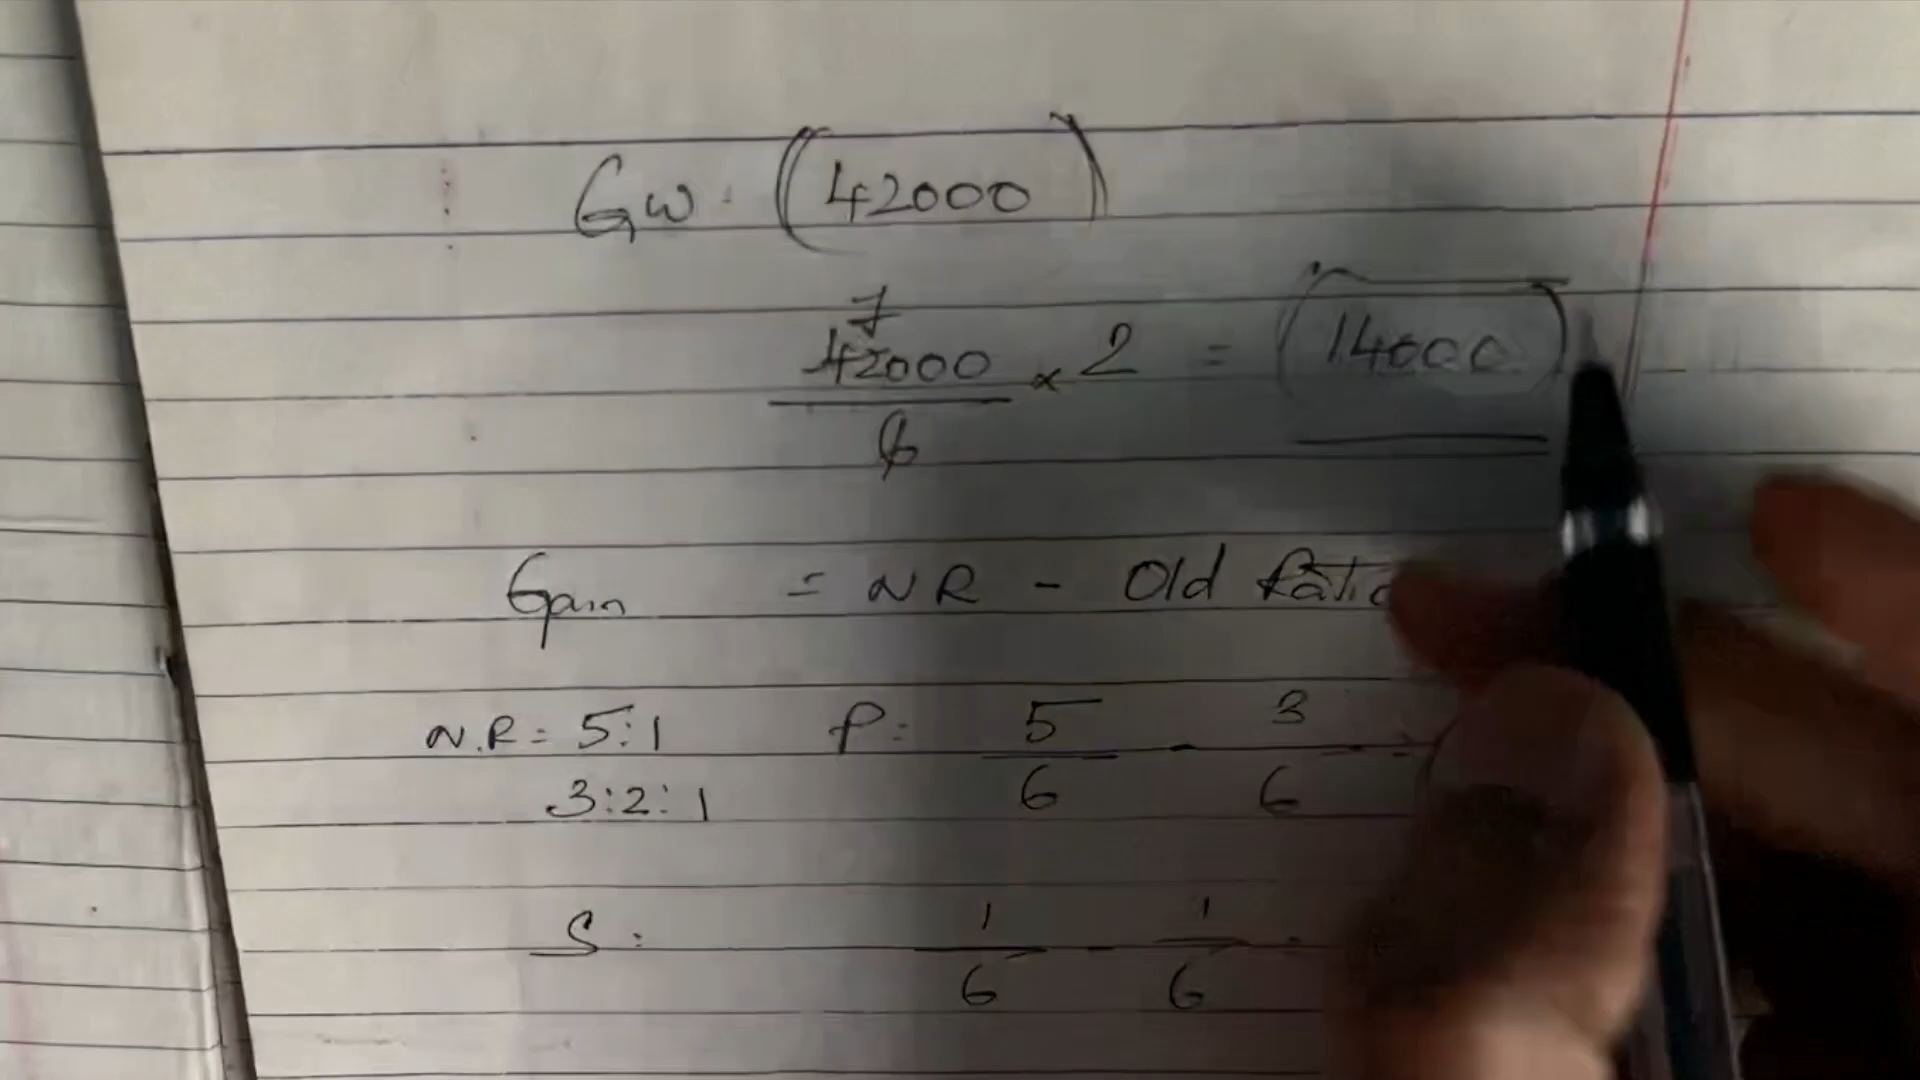 GW: (42000)
7
42000/6 × 2 = (14000)
Gain = NR - Old Ratio
N.R = 5:1 P: 5/6 - 3/6 =
3:2:1
S: 1/6 - 1/6 =